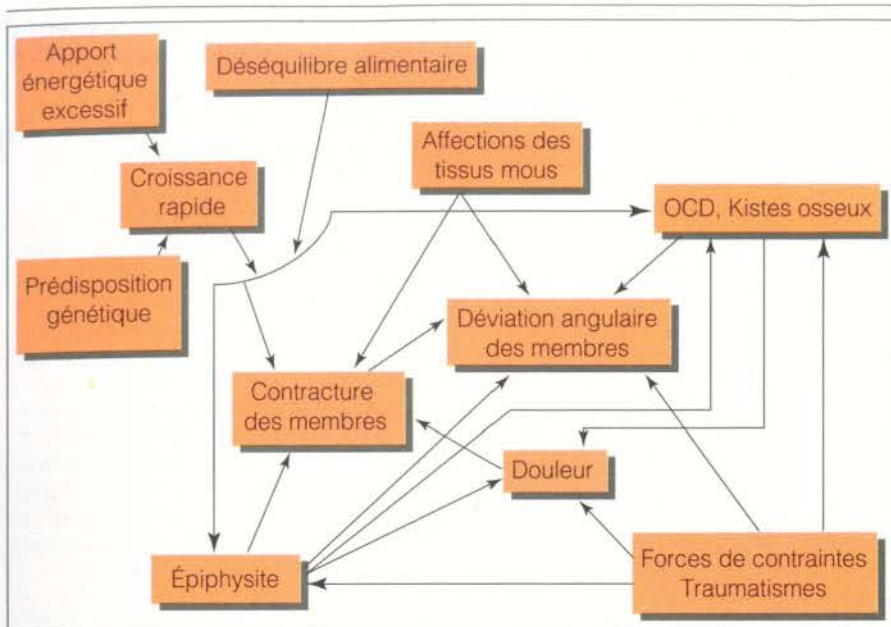 Apport
énergétique
excessif
Déséquilibre alimentaire
Affections des
tissus mous
Croissance
rapide
OCD, Kistes osseux
Prédisposition
génétique
Déviation angulaire
des membres
Contracture
des membres
Douleur
Épiphysite
Forces de contraintes
Traumatismes